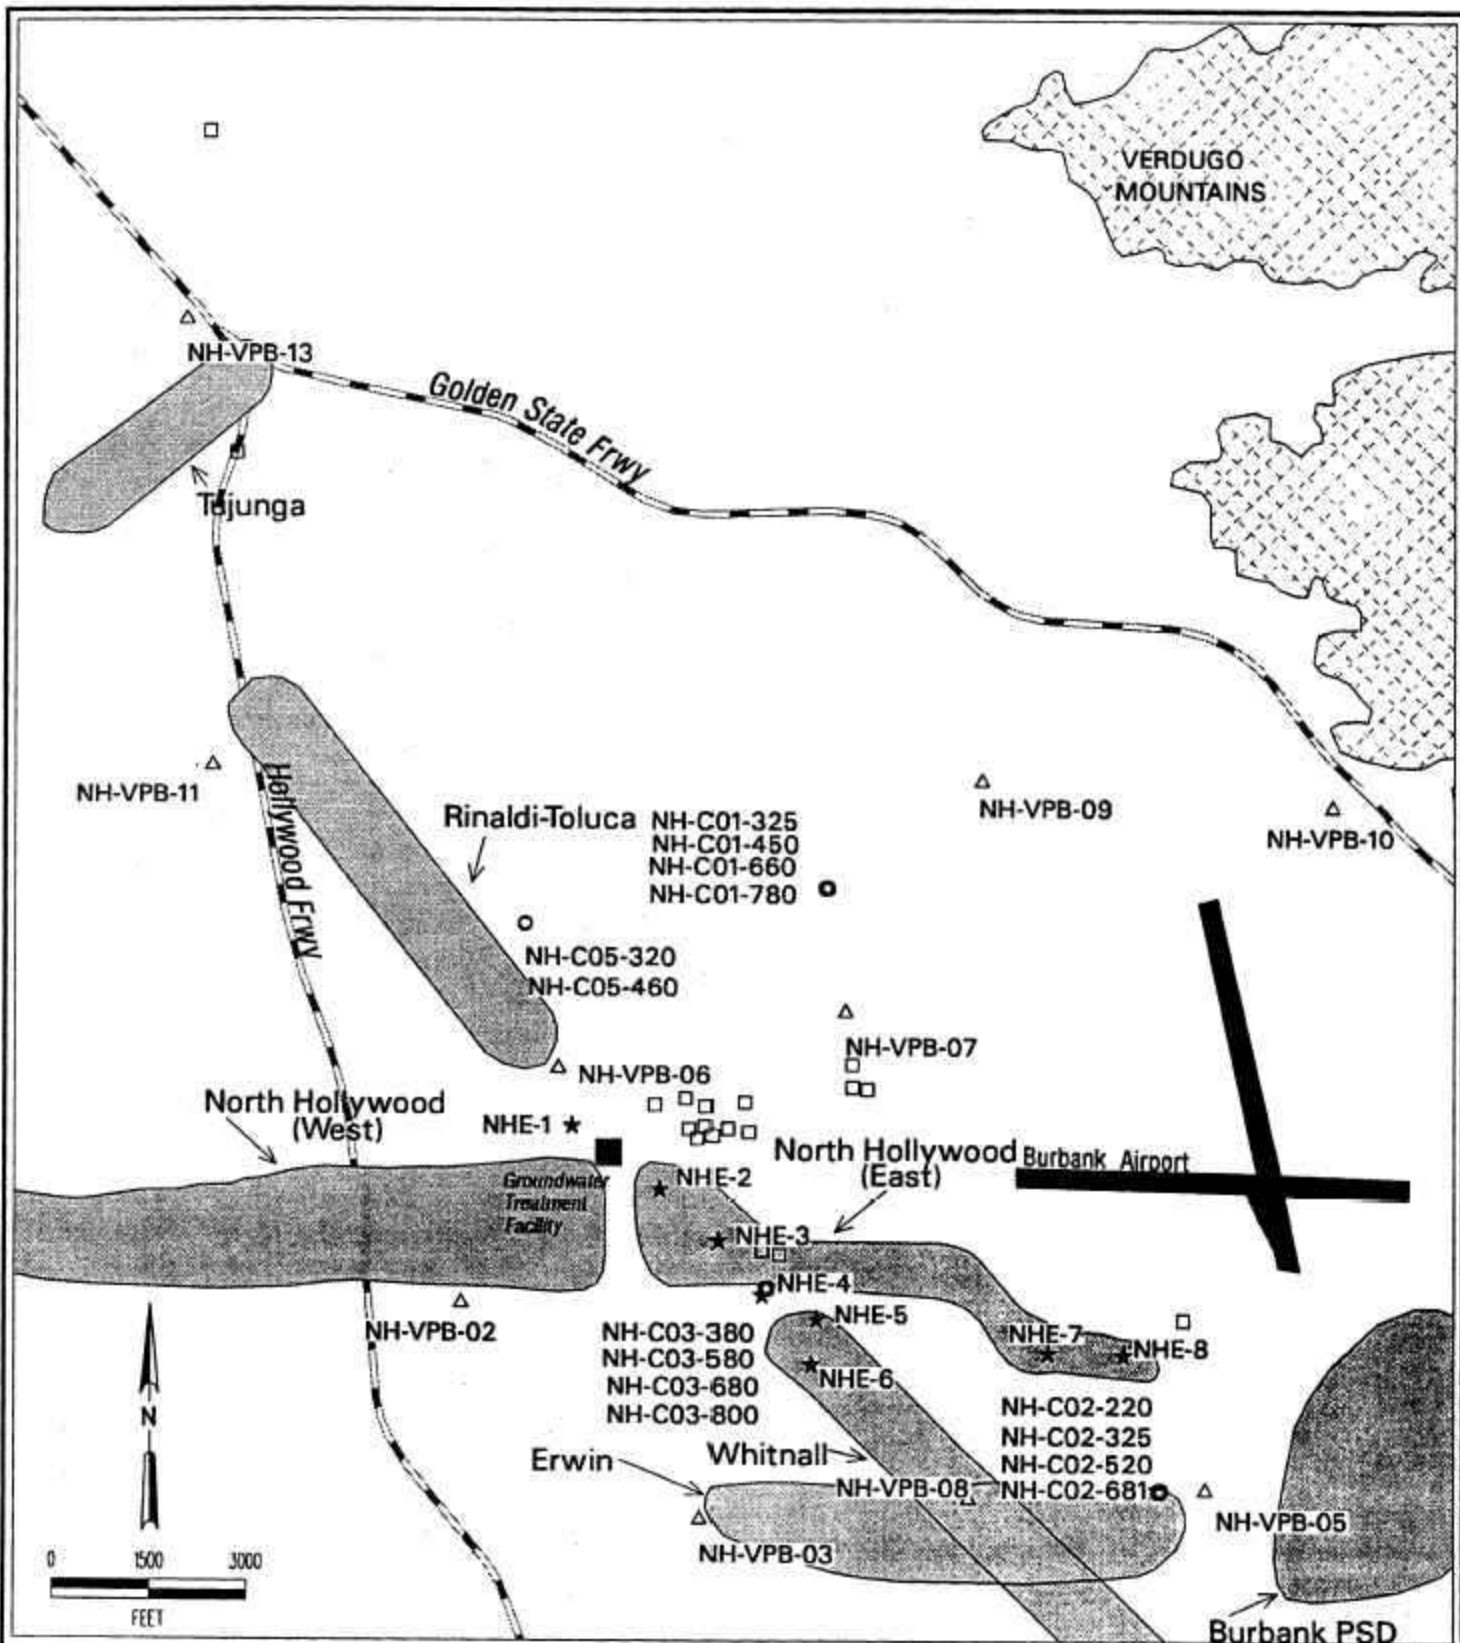 VERDUGO
MOUNTAINS
NH-VPB-13
Golden State Frwy
Tujunga
NH-VPB-11
Hollywood Frwy
Rinaldi-Toluca
NH-C01-325
NH-C01-450
NH-C01-660
NH-C01-780
NH-VPB-09
NH-VPB-10
NH-C05-320
NH-C05-460
NH-VPB-07
NH-VPB-06
North Hollywood
(West)
NHE-1
North Hollywood
(East)
Burbank Airport
Groundwater
Treatment
Facility
NHE-2
NHE-3
NHE-4
NHE-5
NHE-6
NHE-7
NHE-8
NH-VPB-02
NH-C03-380
NH-C03-580
NH-C03-680
NH-C03-800
NH-C02-220
NH-C02-325
NH-C02-520
NH-C02-681
N
Erwin
Whitnall
NH-VPB-08
NH-VPB-05
NH-VPB-03
0 1500 3000
FEET
Burbank PSD